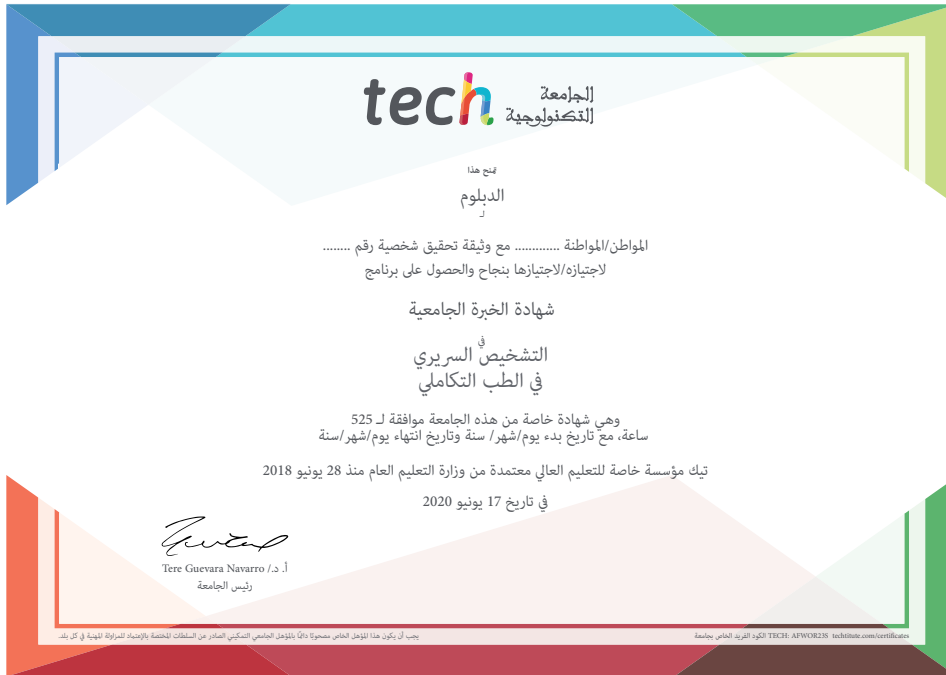 tech الجامعة
التكنولوجية
تمنح هذا
الدبلوم
لـ
المواطن/المواطنة ............ مع وثيقة تحقيق شخصية رقم ........
لاجتيازه/لاجتيازها بنجاح والحصول على برنامج
شهادة الخبرة الجامعية
في
التشخيص السريري
في الطب التكاملي
وهي شهادة خاصة من هذه الجامعة موافقة لـ 525
ساعة، مع تاريخ بدء يوم/شهر/ سنة وتاريخ انتهاء يوم/شهر/سنة
تيك مؤسسة خاصة للتعليم العالي معتمدة من وزارة التعليم العام منذ 28 يونيو 2018
في تاريخ 17 يونيو 2020
أ. د./ Tere Guevara Navarro
رئيس الجامعة
يجب أن يكون هذا المؤهل الخاص مصحوبًا دائمًا بالمؤهل الجامعي التمكيني الصادر عن السلطات المختصة بالإعتماد للمزاولة المهنية في كل بلد.
الكود الفريد الخاص بجامعة TECH: AFWOR23S techtitute.com/certificates